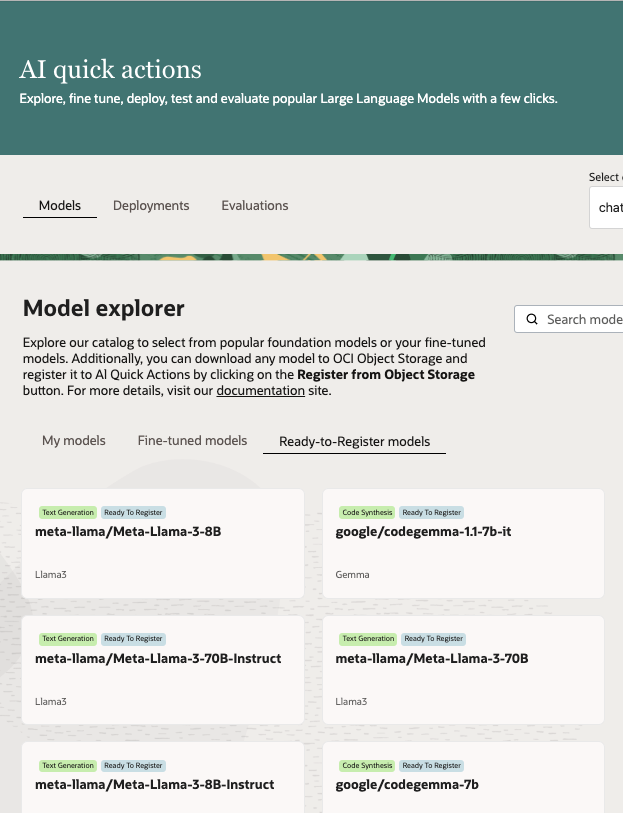 AI quick actions
Explore, fine tune, deploy, test and evaluate popular Large Language Models with a few clicks.
Select
Models Deployments Evaluations
chat
Model explorer
Search mode
Explore our catalog to select from popular foundation models or your fine-tuned
models. Additionally, you can download any model to OCI Object Storage and
register it to AI Quick Actions by clicking on the Register from Object Storage
button. For more details, visit our documentation site.
My models Fine-tuned models Ready-to-Register models
Text Generation Ready To Register
meta-llama/Meta-Llama-3-8B
Llama3
Code Synthesis Ready To Register
google/codegemma-1.1-7b-it
Gemma
Text Generation Ready To Register
meta-llama/Meta-Llama-3-70B-Instruct
Llama3
Text Generation Ready To Register
meta-llama/Meta-Llama-3-70B
Llama3
Text Generation Ready To Register
meta-llama/Meta-Llama-3-8B-Instruct
Code Synthesis Ready To Register
google/codegemma-7b